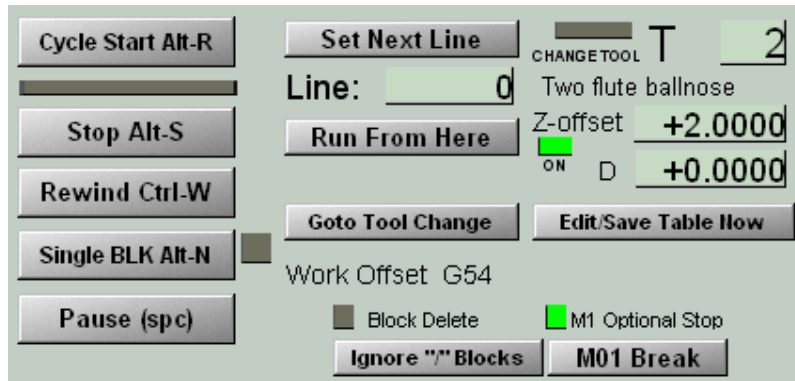 Cycle Start Alt-R
Stop Alt-S
Rewind Ctrl-W
Single BLK Alt-N
Pause (spc)
Set Next Line
Line: 0
Run From Here
Goto Tool Change
Work Offset G54
CHANGE TOOL T 2
Two flute ballnose
Z-offset +2.0000
ON D +0.0000
Edit/Save Table Now
Block Delete
Ignore "/" Blocks
M1 Optional Stop
M01 Break